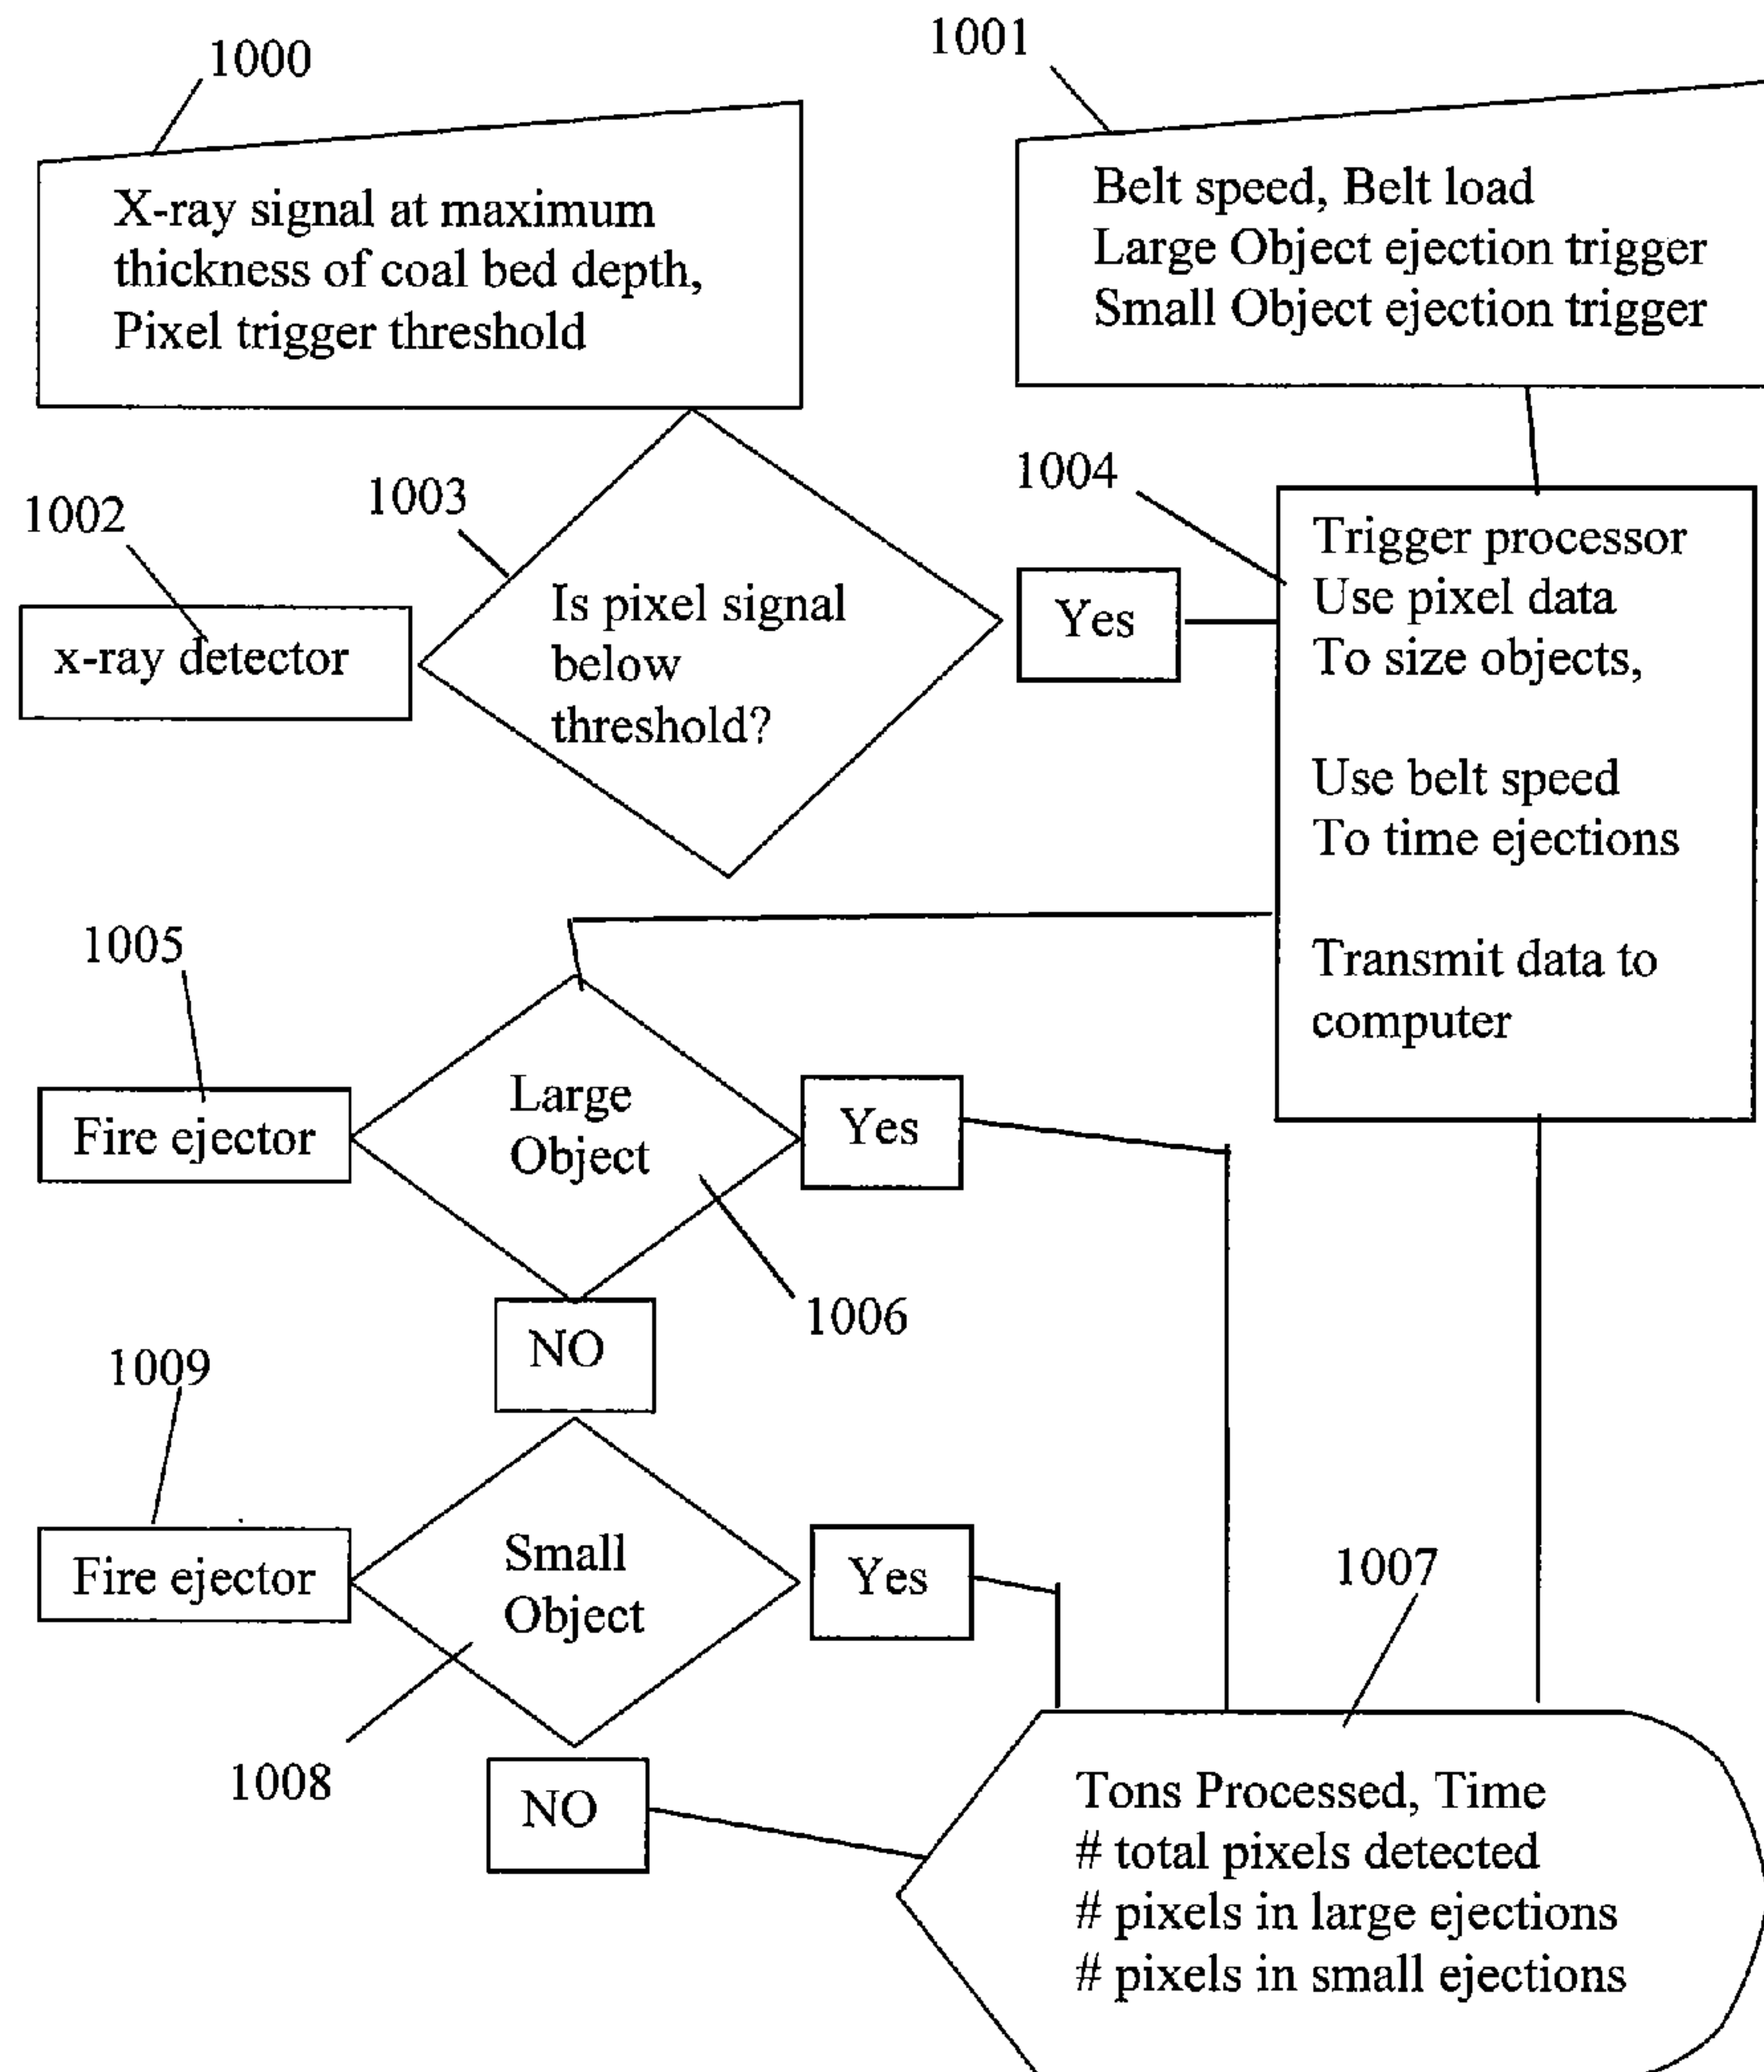 1000
1001
X-ray signal at maximum
thickness of coal bed depth,
Pixel trigger threshold
Belt speed, Belt load
Large Object ejection trigger
Small Object ejection trigger
1002
1003
1004
x-ray detector
Is pixel signal
below
threshold?
Yes
Trigger processor
Use pixel data
To size objects,
Use belt speed
To time ejections
Transmit data to
computer
1005
Fire ejector
Large
Object
Yes
1006
NO
1009
Fire ejector
Small
Object
Yes
1008
NO
1007
Tons Processed, Time
# total pixels detected
# pixels in large ejections
# pixels in small ejections